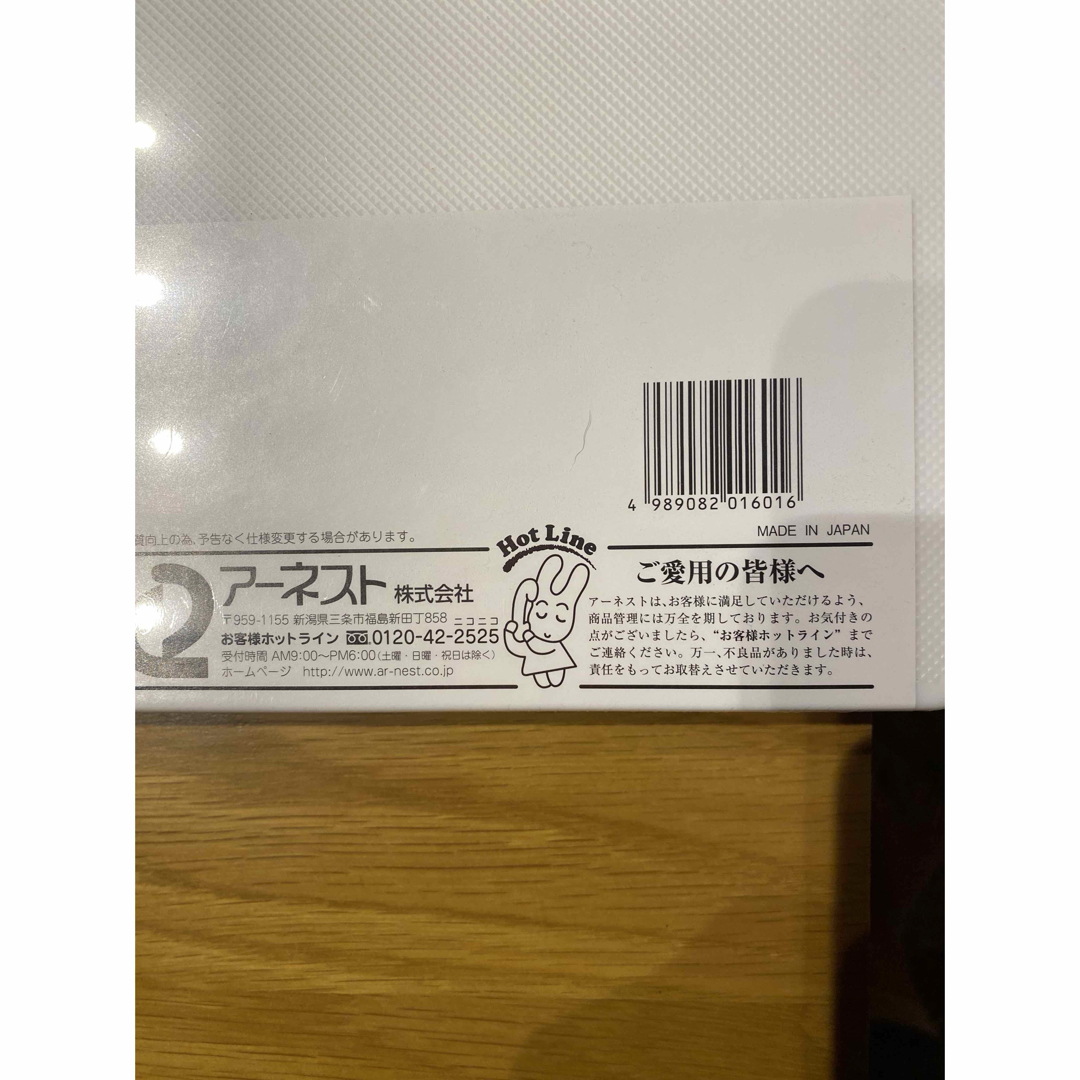 4 989082 016016
MADE IN JAPAN
質向上の為、予告なく仕様変更する場合があります。
Hot Line
アーネスト 株式会社
〒959-1155 新潟県三条市福島新田丁858 ニコニコ
お客様ホットライン 0120-42-2525
受付時間 AM9:00〜PM6:00(土曜・日曜・祝日は除く)
ホームページ http://www.ar-nest.co.jp
ご愛用の皆様へ
アーネストは、お客様に満足していただけるよう、
商品管理には万全を期しております。お気付きの
点がございましたら、“お客様ホットライン”まで
ご連絡ください。万一、不良品がありました時は、
責任をもってお取替えさせていただきます。